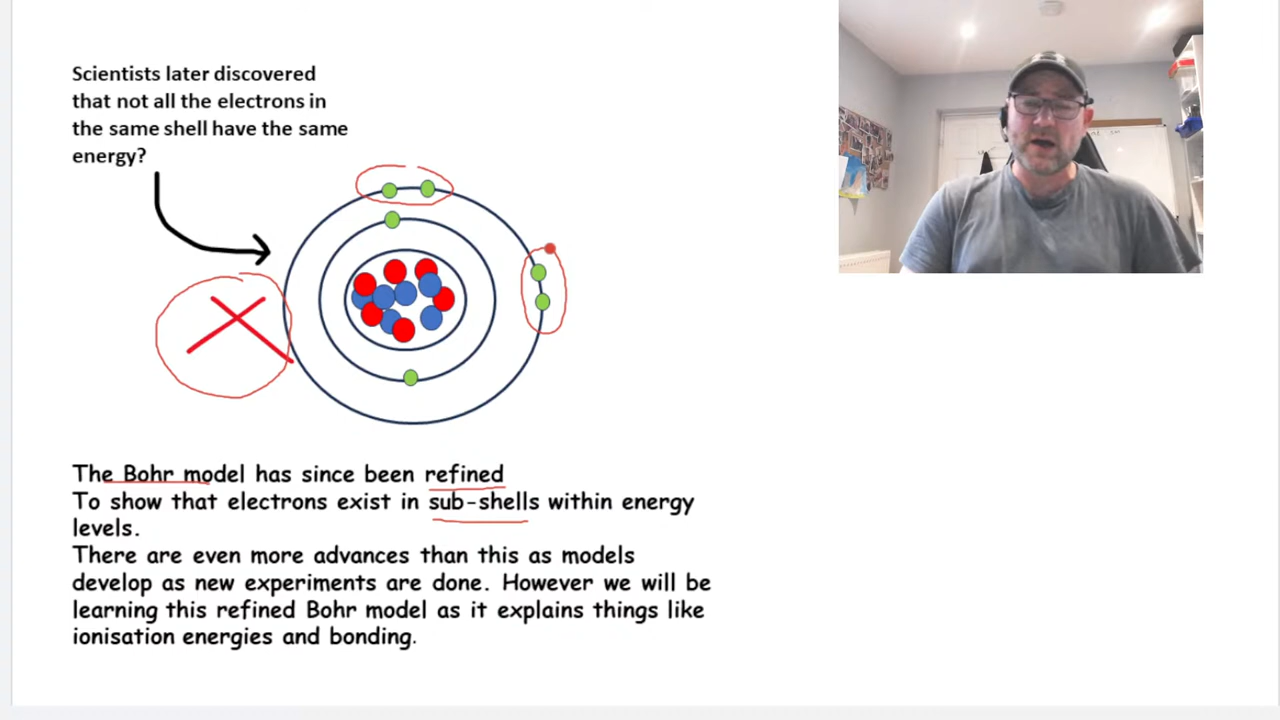 Scientists later discovered
that not all the electrons in
the same shell have the same
energy?
The Bohr model has since been refined
To show that electrons exist in sub-shells within energy
levels.
There are even more advances than this as models
develop as new experiments are done. However we will be
learning this refined Bohr model as it explains things like
ionisation energies and bonding.